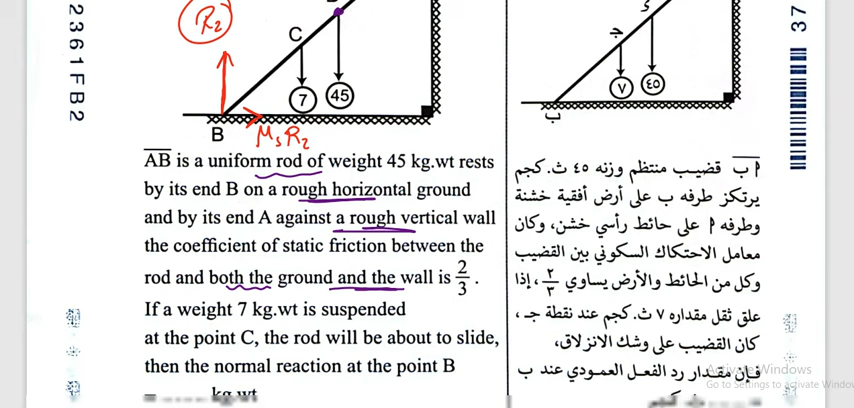 2361FB2
37
R₂
C
7
45
B
μₛR₂
ج
٧
٤٥
ب
AB is a uniform rod of weight 45 kg.wt rests
by its end B on a rough horizontal ground
and by its end A against a rough vertical wall
the coefficient of static friction between the
rod and both the ground and the wall is 2/3.
If a weight 7 kg.wt is suspended
at the point C, the rod will be about to slide,
then the normal reaction at the point B
= kg.wt
أب قضيب منتظم وزنه ٤٥ ث.كجم
يرتكز طرفه ب على أرض أفقية خشنة
وطرفه أ على حائط رأسي خشن، وكان
معامل الاحتكاك السكوني بين القضيب
وكل من الحائط والأرض يساوي ٢/٣، إذا
علق ثقل مقداره ٧ ث.كجم عند نقطة جـ،
كان القضيب على وشك الانزلاق،
فإن مقدار رد الفعل العمودي عند ب
= ث.كجم
Activate Windows
Go to Settings to activate Windows